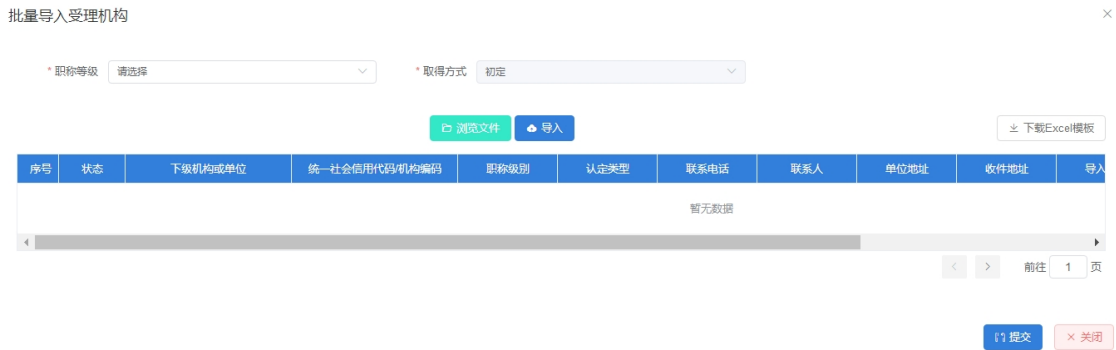 批量导入受理机构
* 职称等级 请选择 * 取得方式 初定
浏览文件 导入 下载Excel模板
序号 状态 下级机构或单位 统一社会信用代码/机构编码 职称级别 认定类型 联系电话 联系人 单位地址 收件地址 导入
暂无数据
前往 1 页
提交 × 关闭